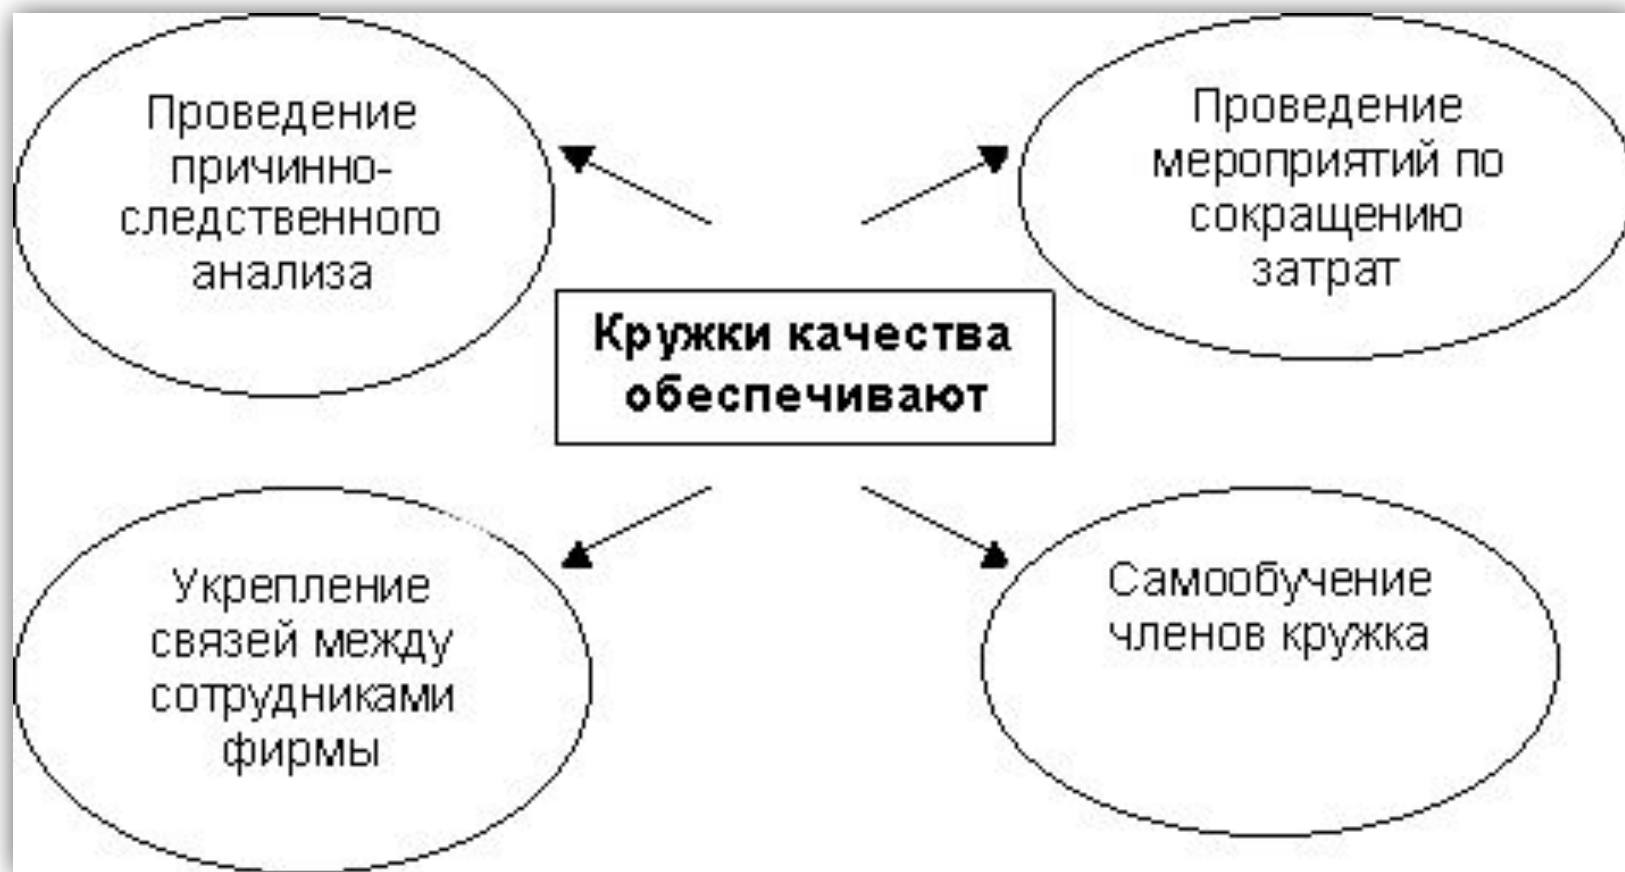 Проведение
причинно-
следственного
анализа
Проведение
мероприятий по
сокращению
затрат
Кружки качества
обеспечивают
Укрепление
связей между
сотрудниками
фирмы
Самообучение
членов кружка